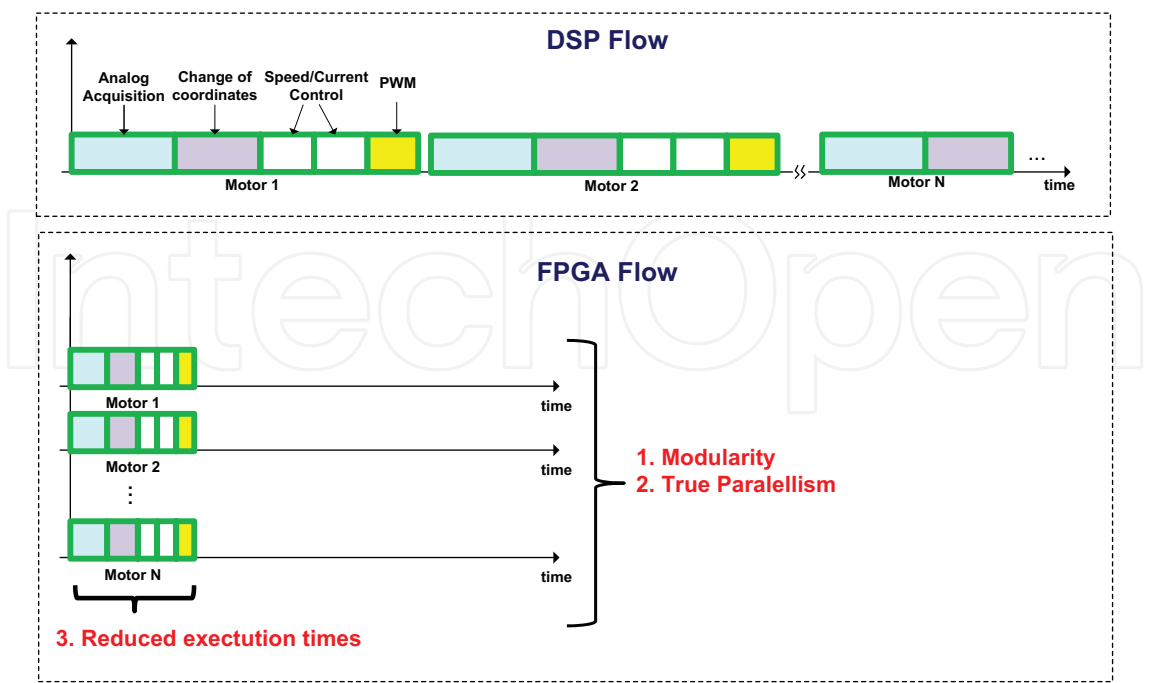 DSP Flow
Analog
Acquisition
Change of
coordinates
Speed/Current
Control
PWM
Motor 1
Motor 2
Motor N
...
time
IntechOpen
FPGA Flow
Motor 1
time
Motor 2
time
Motor N
time
1. Modularity
2. True Paralellism
3. Reduced exectution times